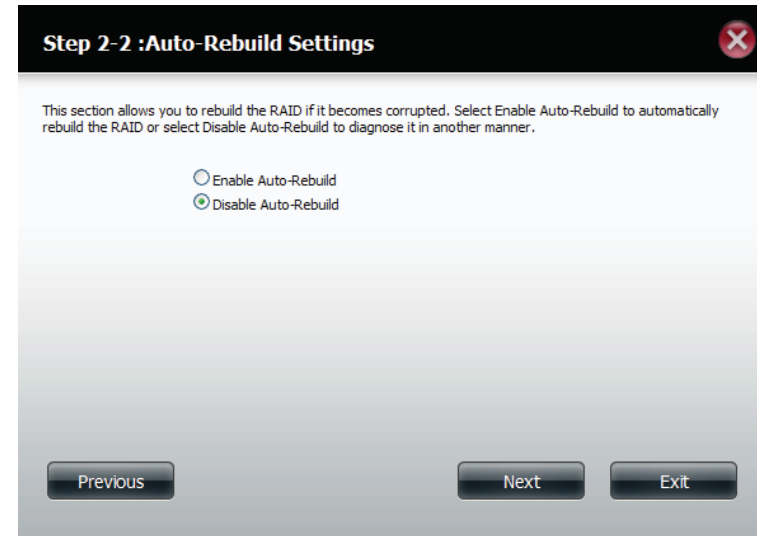 Step 2-2 :Auto-Rebuild Settings
This section allows you to rebuild the RAID if it becomes corrupted. Select Enable Auto-Rebuild to automatically
rebuild the RAID or select Disable Auto-Rebuild to diagnose it in another manner.
Enable Auto-Rebuild
Disable Auto-Rebuild
Previous
Next
Exit